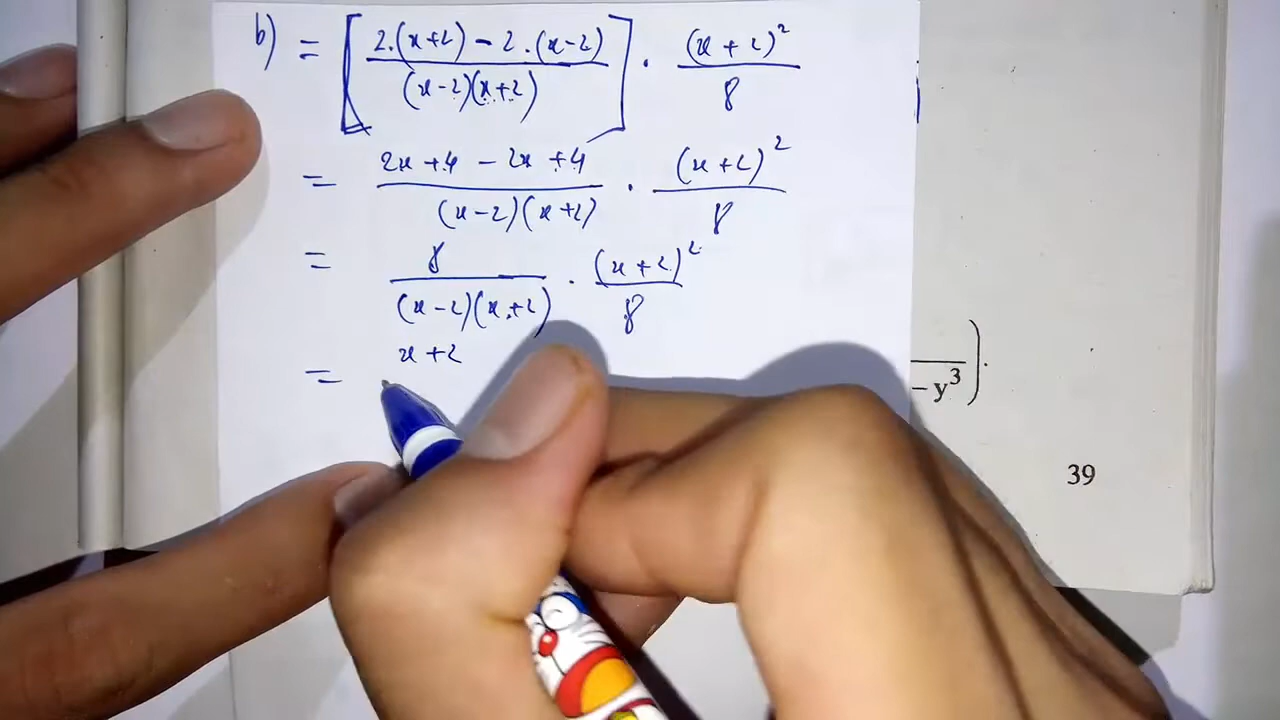 b) = [ (2.(x+2) - 2.(x-2)) / ((x-2)(x+2)) ] . (x+2)² / 8
= (2x+4 - 2x+4) / ((x-2)(x+2)) . (x+2)² / 8
= 8 / ((x-2)(x+2)) . (x+2)² / 8
= x+2
-y³).
39